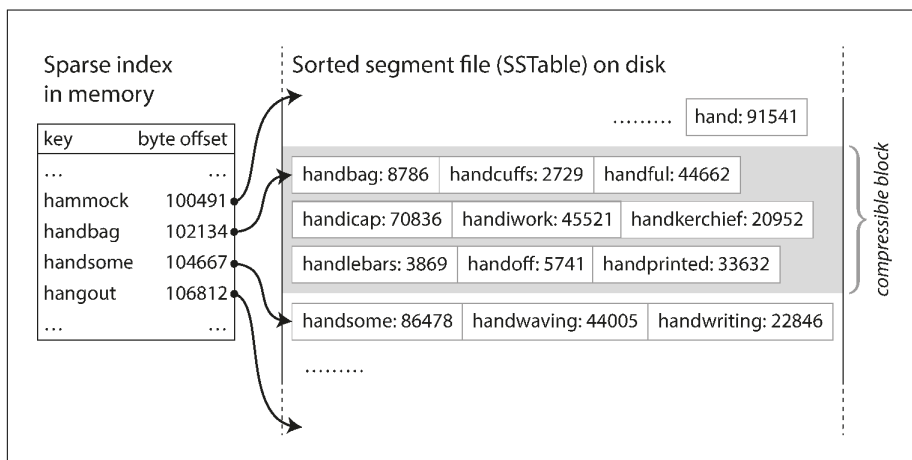 Sparse index
in memory
key byte offset
... ...
hammock 100491
handbag 102134
handsome 104667
hangout 106812
... ...
Sorted segment file (SSTable) on disk
......... hand: 91541
handbag: 8786 handcuffs: 2729 handful: 44662
handicap: 70836 handiwork: 45521 handkerchief: 20952
handlebars: 3869 handoff: 5741 handprinted: 33632
handsome: 86478 handwaving: 44005 handwriting: 22846
.........
compressible block